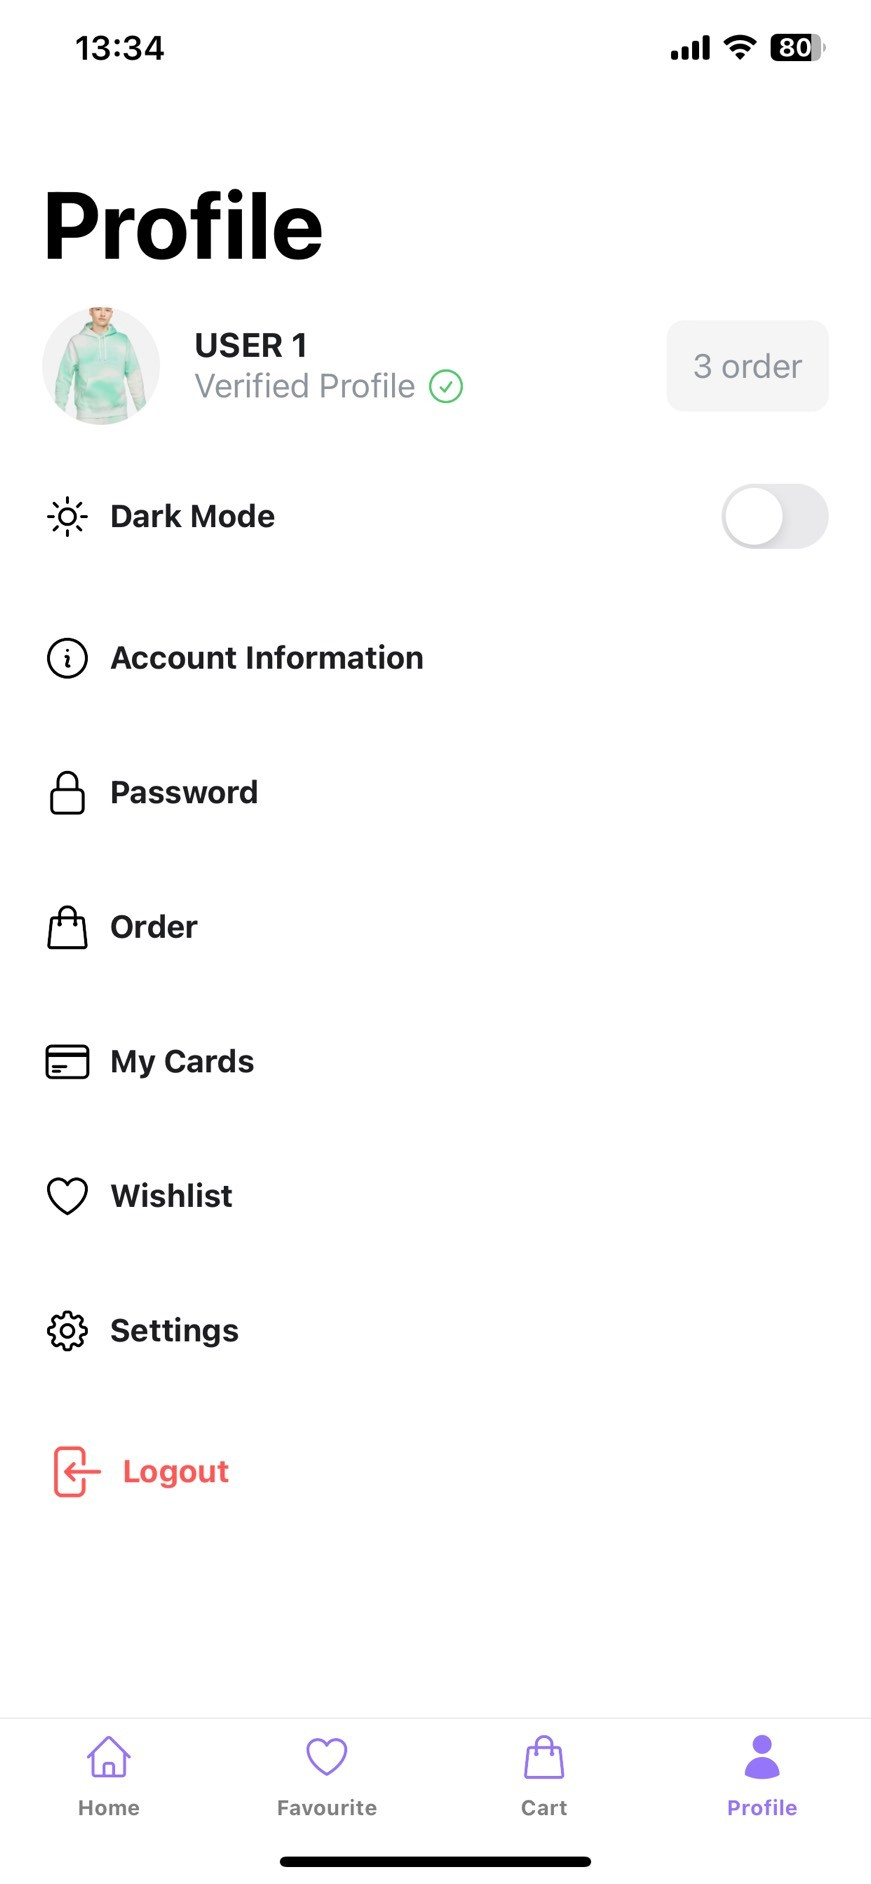 13:34
80
Profile
USER 1
Verified Profile
3 order
Dark Mode
Account Information
Password
Order
My Cards
Wishlist
Settings
Logout
Home
Favourite
Cart
Profile